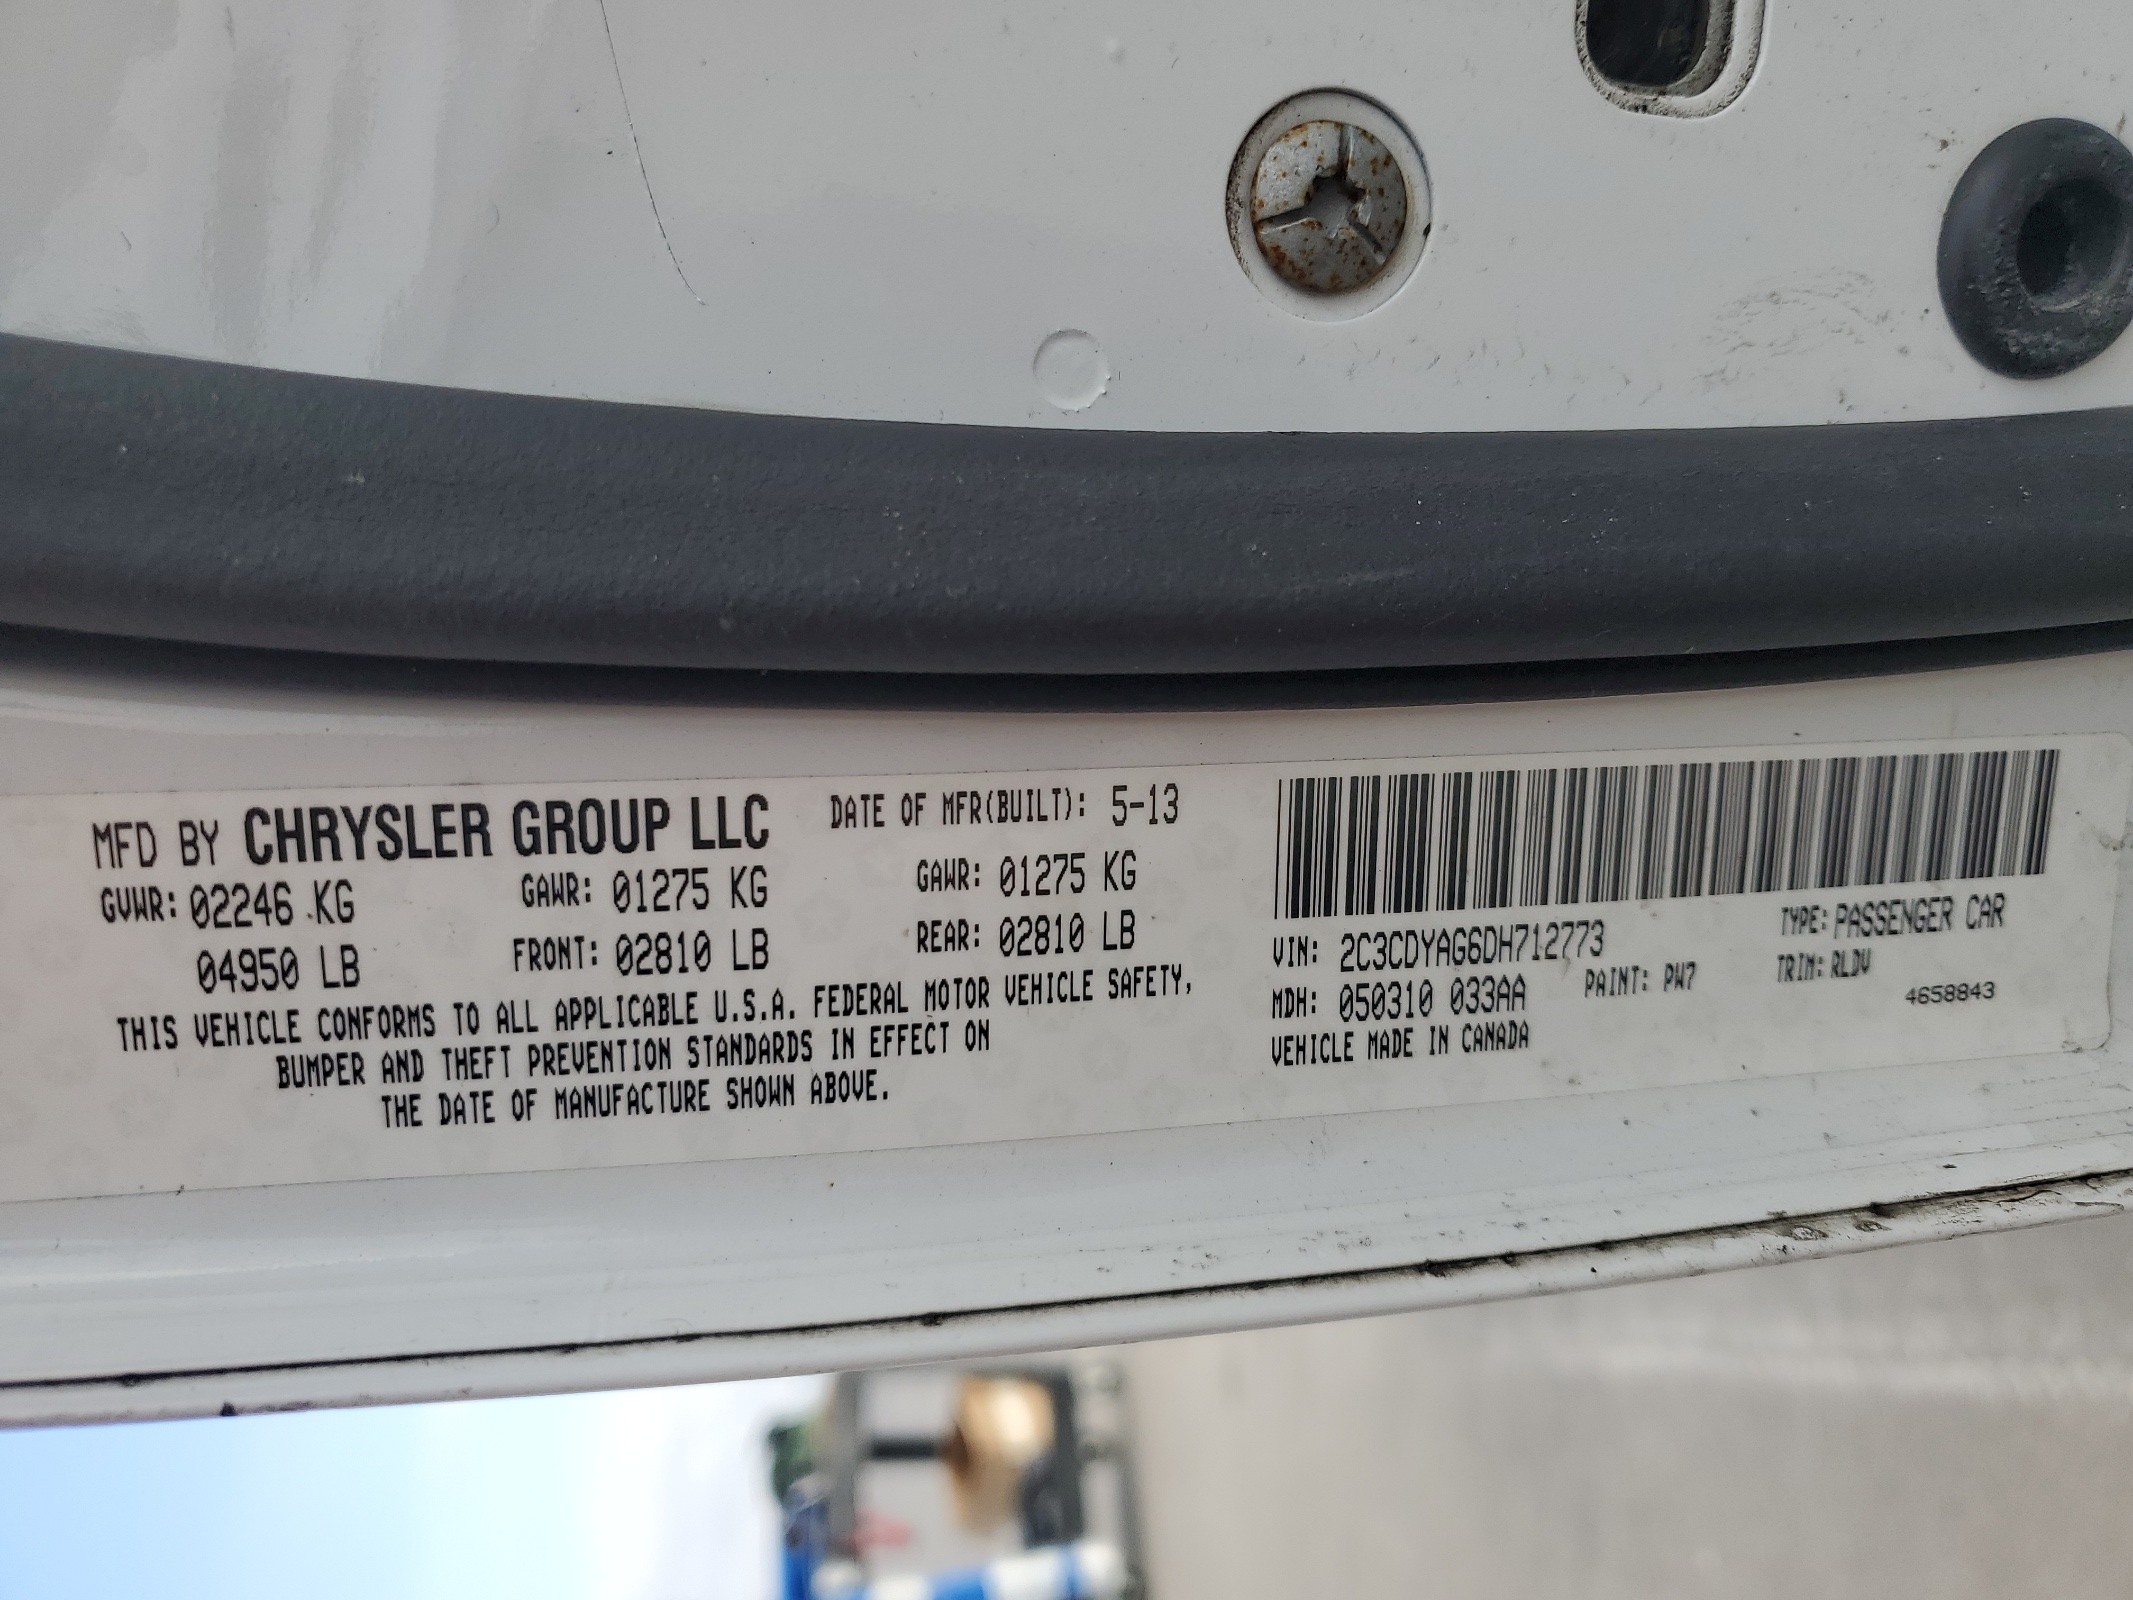 MFD BY CHRYSLER GROUP LLC DATE OF MFR(BUILT): 5-13
GVWR: 02246 KG GAWR: 01275 KG GAWR: 01275 KG
04950 LB FRONT: 02810 LB REAR: 02810 LB
THIS VEHICLE CONFORMS TO ALL APPLICABLE U.S.A. FEDERAL MOTOR VEHICLE SAFETY,
BUMPER AND THEFT PREVENTION STANDARDS IN EFFECT ON
THE DATE OF MANUFACTURE SHOWN ABOVE.
VIN: 2C3CDYAG6DH712773 TYPE: PASSENGER CAR
MDH: 050310 033AA PAINT: PW7 TRIM: RLDV
VEHICLE MADE IN CANADA 4658843